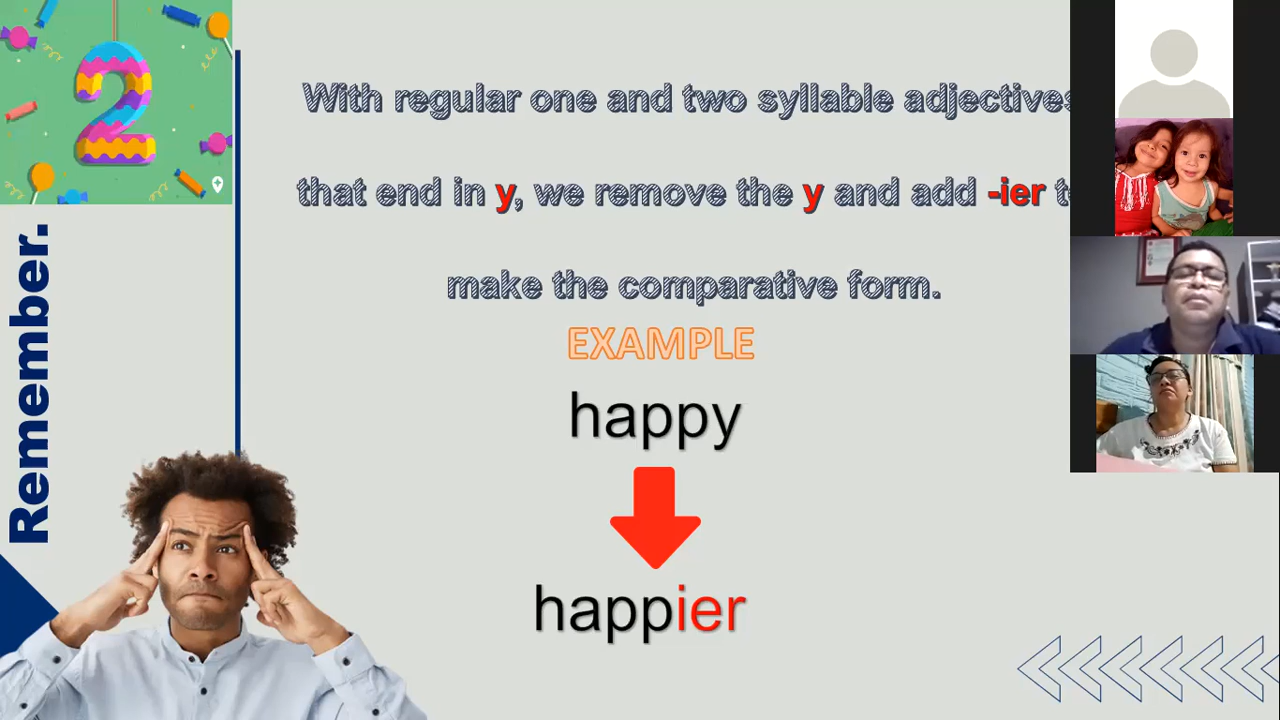 2
Remember.
With regular one and two syllable adjectives
that end in y, we remove the y and add -ier
make the comparative form.
EXAMPLE
happy
happier